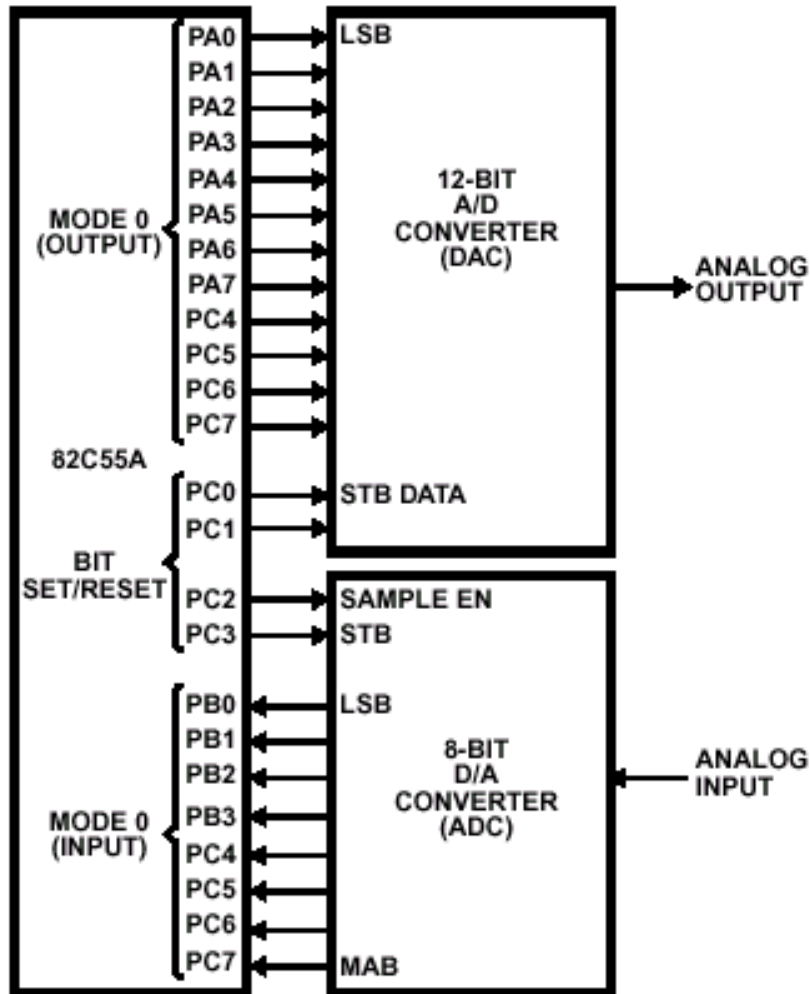 PA0
LSB
PA1
PA2
PA3
PA4
12-BIT
A/D
CONVERTER
(DAC)
PA5
MODE 0
(OUTPUT)
PA6
PA7
ANALOG
OUTPUT
PC4
PC5
PC6
PC7
82C55A
PC0
STB DATA
PC1
BIT
SET/RESET
PC2
SAMPLE EN
PC3
STB
PB0
LSB
PB1
PB2
8-BIT
D/A
CONVERTER
(ADC)
ANALOG
INPUT
PB3
MODE 0
(INPUT)
PC4
PC5
PC6
PC7
MAB